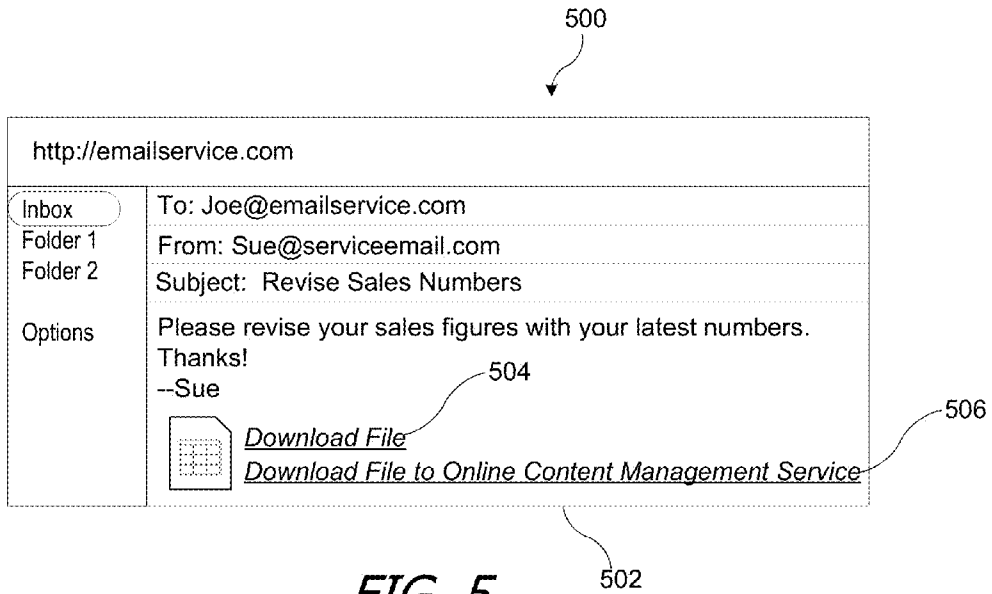 500
http://emailservice.com
Inbox
Folder 1
Folder 2
Options
To: Joe@emailservice.com
From: Sue@serviceemail.com
Subject: Revise Sales Numbers
Please revise your sales figures with your latest numbers.
Thanks!
--Sue
504
506
Download File
Download File to Online Content Management Service
502
FIG. 5